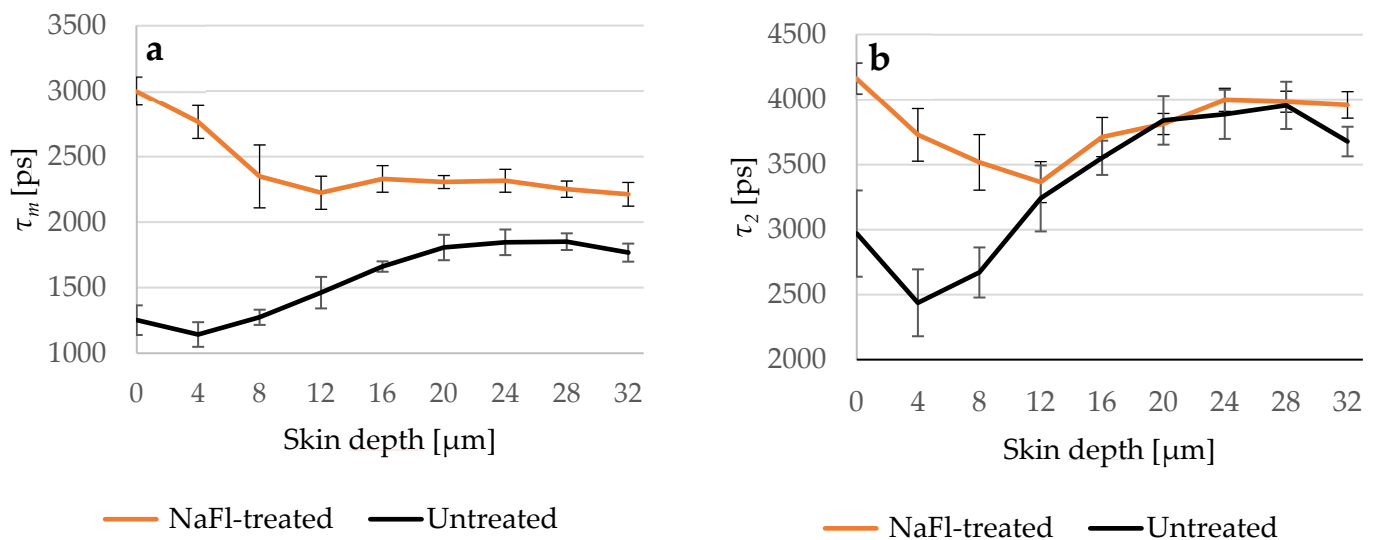 a
3500
3000
2500
2000
1500
1000
τm [ps]
0 4 8 12 16 20 24 28 32
Skin depth [µm]
NaFl-treated Untreated
b
4500
4000
3500
3000
2500
2000
τ2 [ps]
0 4 8 12 16 20 24 28 32
Skin depth [µm]
NaFl-treated Untreated